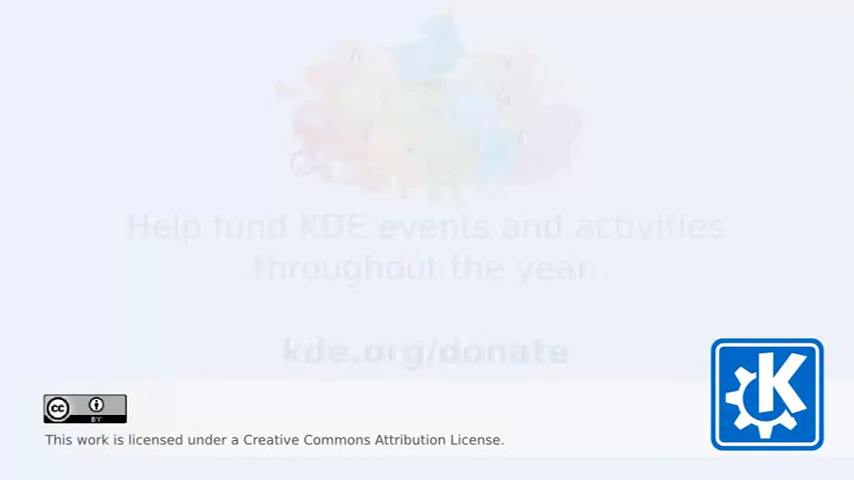 Help fund KDE events and activities
throughout the year.
kde.org/donate
K
cc
BY
This work is licensed under a Creative Commons Attribution License.